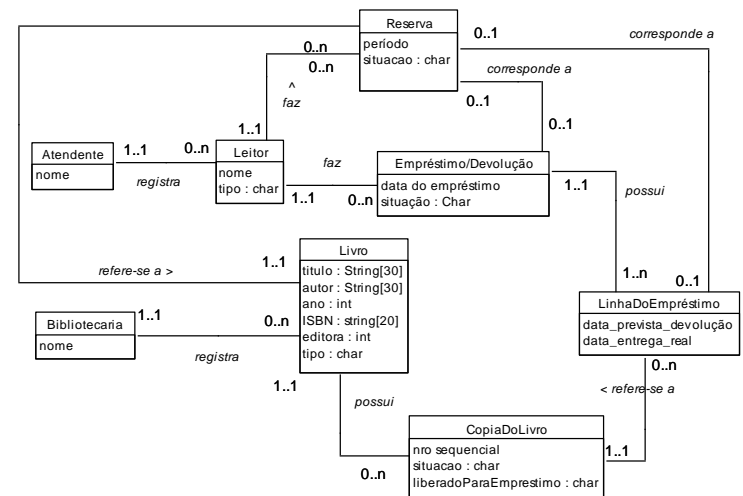 Reserva
período
situacao : char
0..1
corresponde a
0..n
0..n
corresponde a
^
faz
0..1
0..1
1..1
Atendente
nome
1..1
0..n
registra
Leitor
nome
tipo : char
faz
1..1
0..n
Empréstimo/Devolução
data do empréstimo
situação : Char
1..1
possui
refere-se a >
1..1
Livro
titulo : String[30]
autor : String[30]
ano : int
ISBN : string[20]
editora : int
tipo : char
1..n
0..1
LinhaDoEmpréstimo
data_prevista_devolução
data_entrega_real
Bibliotecaria
nome
1..1
0..n
registra
0..n
< refere-se a
1..1
possui
0..n
CopiaDoLivro
nro sequencial
situacao : char
liberadoParaEmprestimo : char
1..1